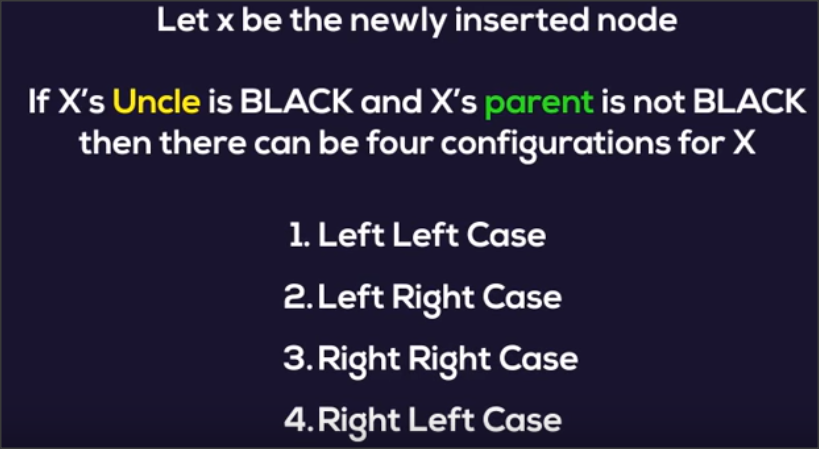 Let x be the newly inserted node
If X's Uncle is BLACK and X's parent is not BLACK
then there can be four configurations for X
1. Left Left Case
2. Left Right Case
3. Right Right Case
4. Right Left Case